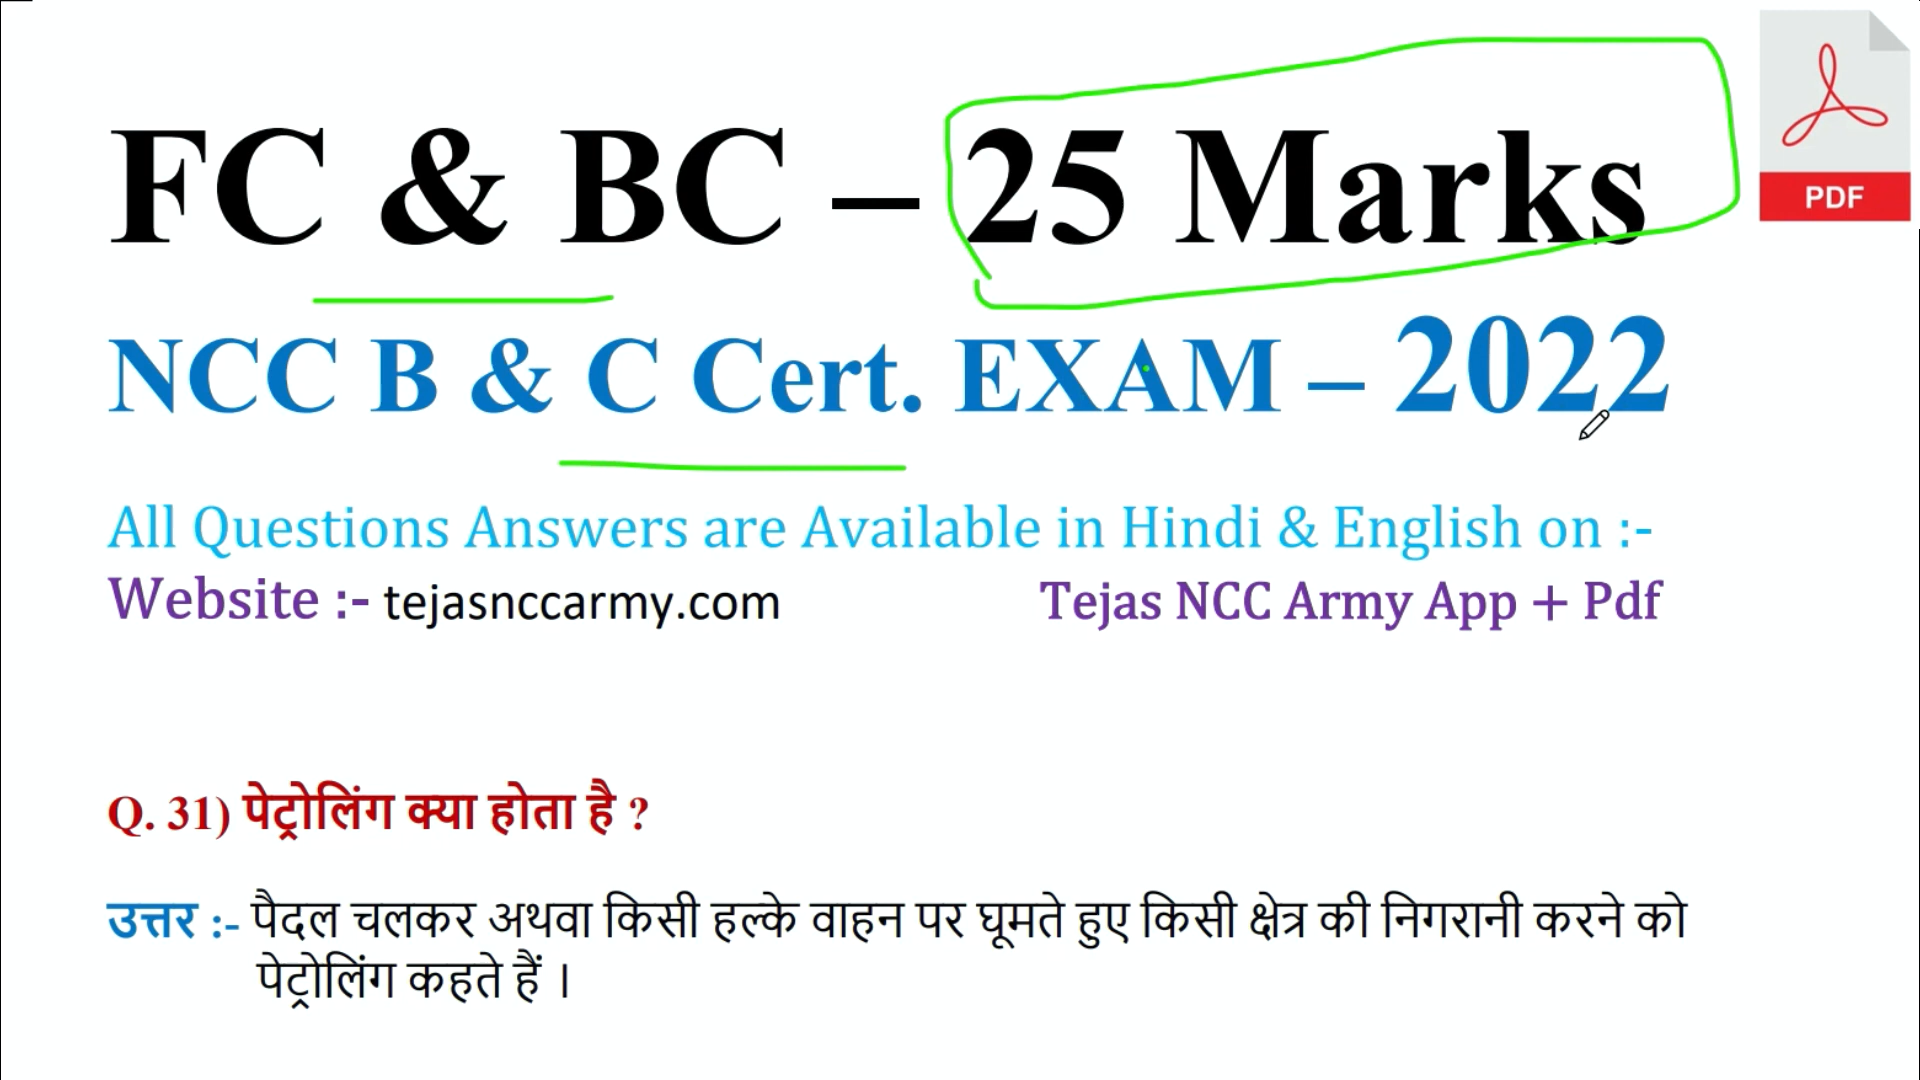 FC & BC – 25 Marks
PDF
NCC B & C Cert. EXAM – 2022
All Questions Answers are Available in Hindi & English on :-
Website :- tejasnccarmy.com Tejas NCC Army App + Pdf
Q. 31) पेट्रोलिंग क्या होता है ?
उत्तर :- पैदल चलकर अथवा किसी हल्के वाहन पर घूमते हुए किसी क्षेत्र की निगरानी करने को
पेट्रोलिंग कहते हैं ।